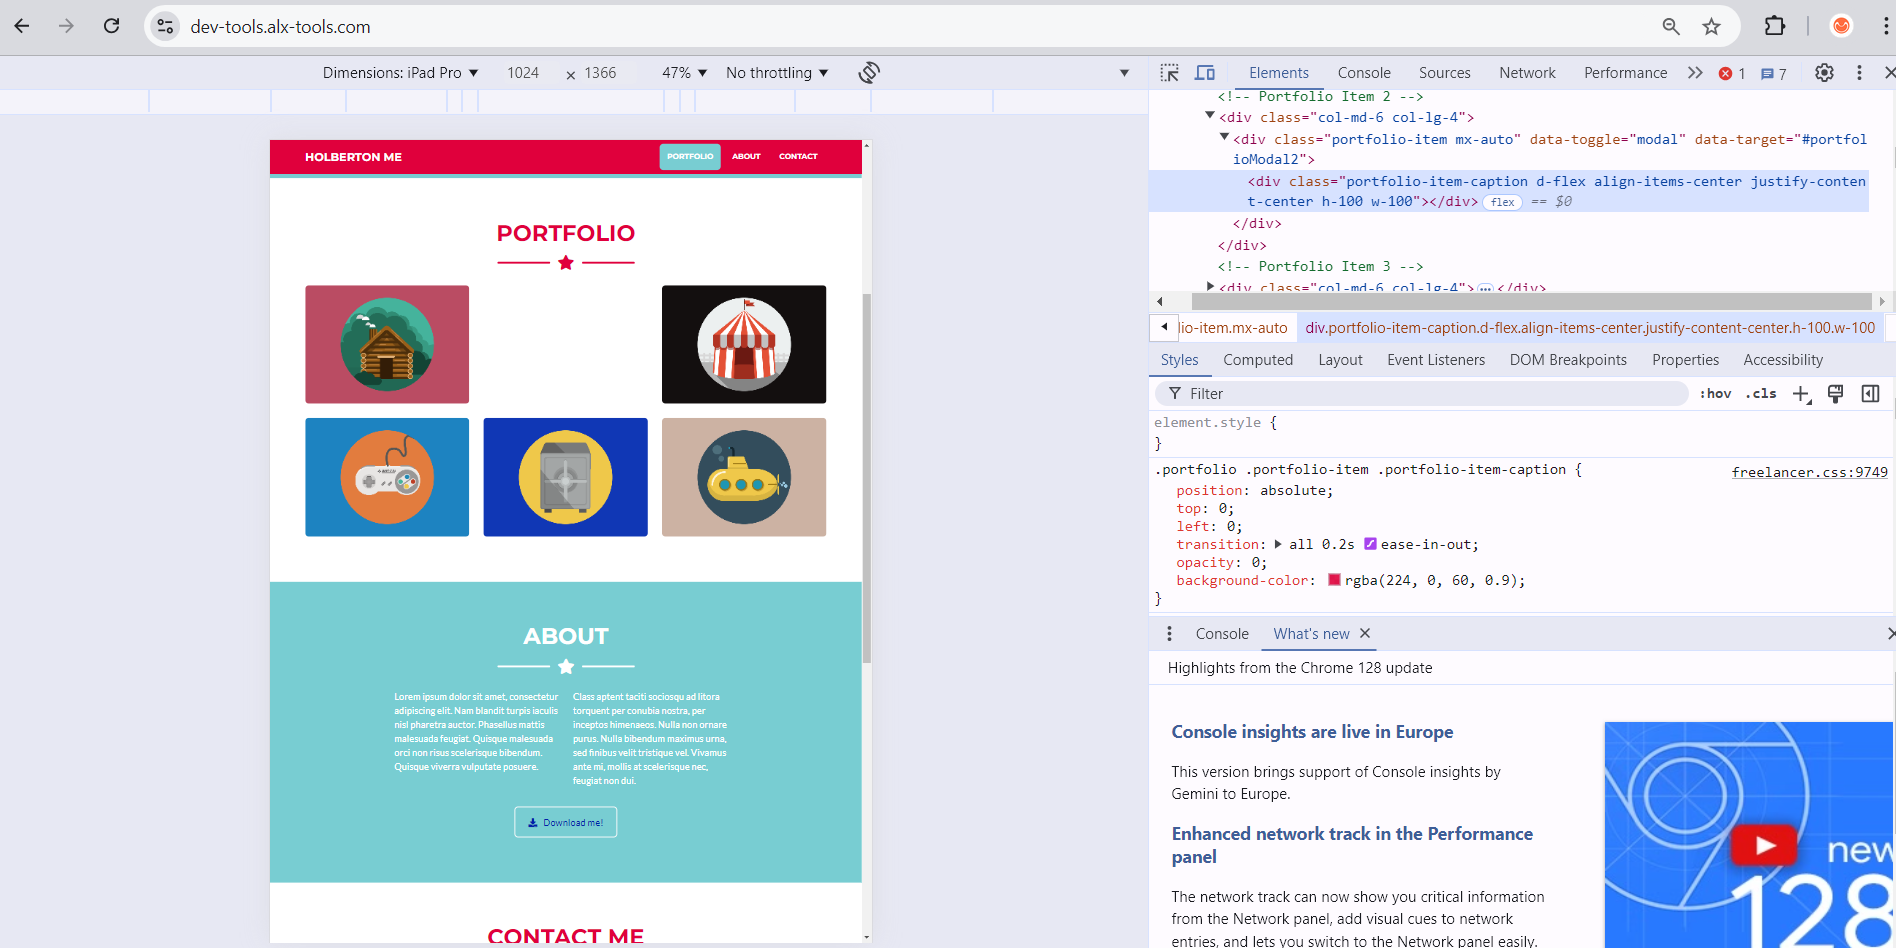 dev-tools.alx-tools.com
Dimensions: iPad Pro ▼ 1024 × 1366 47% ▼ No throttling ▼
HOLBERTON ME PORTFOLIO ABOUT CONTACT
PORTFOLIO
ABOUT
Lorem ipsum dolor sit amet, consectetur
adipiscing elit. Nam blandit turpis iaculis
nisl pharetra auctor. Phasellus mattis
malesuada feugiat. Quisque malesuada
orci non risus scelerisque bibendum.
Quisque viverra vulputate posuere.
Class aptent taciti sociosqu ad litora
torquent per conubia nostra, per
inceptos himenaeos. Nulla non ornare
purus. Nulla bibendum maximus urna,
sed finibus velit tristique vel. Vivamus
ante mi, mollis at scelerisque nec,
feugiat non dui.
Download me!
CONTACT ME
Elements Console Sources Network Performance 1 7
<!-- Portfolio Item 2 -->
<div class="col-md-6 col-lg-4">
<div class="portfolio-item mx-auto" data-toggle="modal" data-target="#portfol
ioModal2">
<div class="portfolio-item-caption d-flex align-items-center justify-conten
t-center h-100 w-100"></div> flex == $0
</div>
</div>
<!-- Portfolio Item 3 -->
<div class="col-md-6 col-lg-4"> … </div>
lio-item.mx-auto div.portfolio-item-caption.d-flex.align-items-center.justify-content-center.h-100.w-100
Styles Computed Layout Event Listeners DOM Breakpoints Properties Accessibility
Filter :hov .cls
element.style {
}
.portfolio .portfolio-item .portfolio-item-caption { freelancer.css:9749
position: absolute;
top: 0;
left: 0;
transition: all 0.2s ease-in-out;
opacity: 0;
background-color: rgba(224, 0, 60, 0.9);
}
Console What's new
Highlights from the Chrome 128 update
Console insights are live in Europe
This version brings support of Console insights by
Gemini to Europe.
Enhanced network track in the Performance
panel
The network track can now show you critical information
from the Network panel, add visual cues to network
entries, and lets you switch to the Network panel easily.
new
128